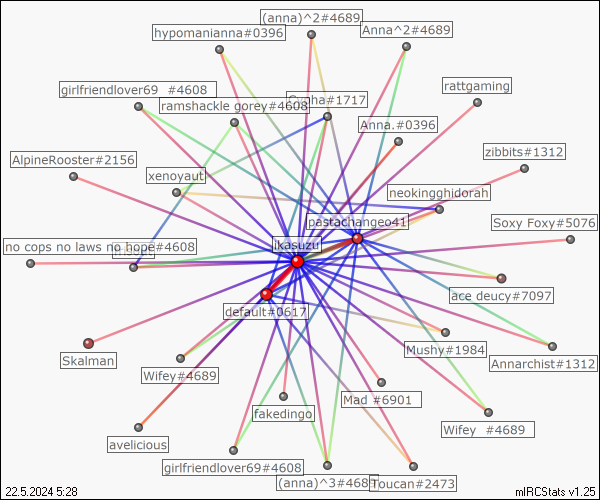 (anna)^2#4689
hypomanianna#0396
Anna^2#4689
girlfriendlover69 #4608
rattgaming
ramshackle gorey#4608
#1717
Anna.#0396
zibbits#1312
AlpineRooster#2156
xenoyaut
neokingghidorah
pastachangeo41
Soxy Foxy#5076
no cops no laws no hope#4608
ikasuzu
ace deucy#7097
default#0617
Mushy#1984
Skalman
Annarchist#1312
Wifey#4689
Mad #6901
fakedingo
Wifey #4689
avelicious
girlfriendlover69#4608
(anna)^3#4689
Toucan#2473
22.5.2024 5:28
mIRCStats v1.25